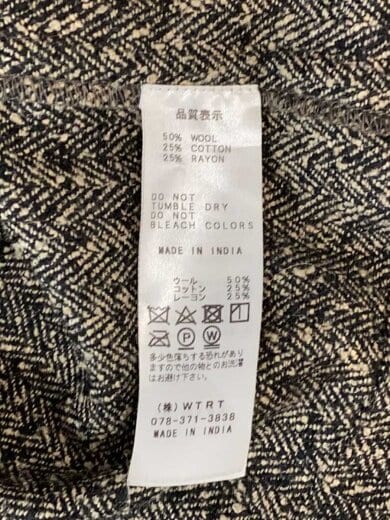 品質表示
50% WOOL
25% COTTON
25% RAYON
DO NOT
TUMBLE DRY
DO NOT
BLEACH COLORS
MADE IN INDIA
ウール 50%
コットン 25%
レーヨン 25%
P W
多少色落ちする恐れがあり
ますので他の物とのお洗濯
はお避け下さい。
(株) WTRT
078-371-3838
MADE IN INDIA